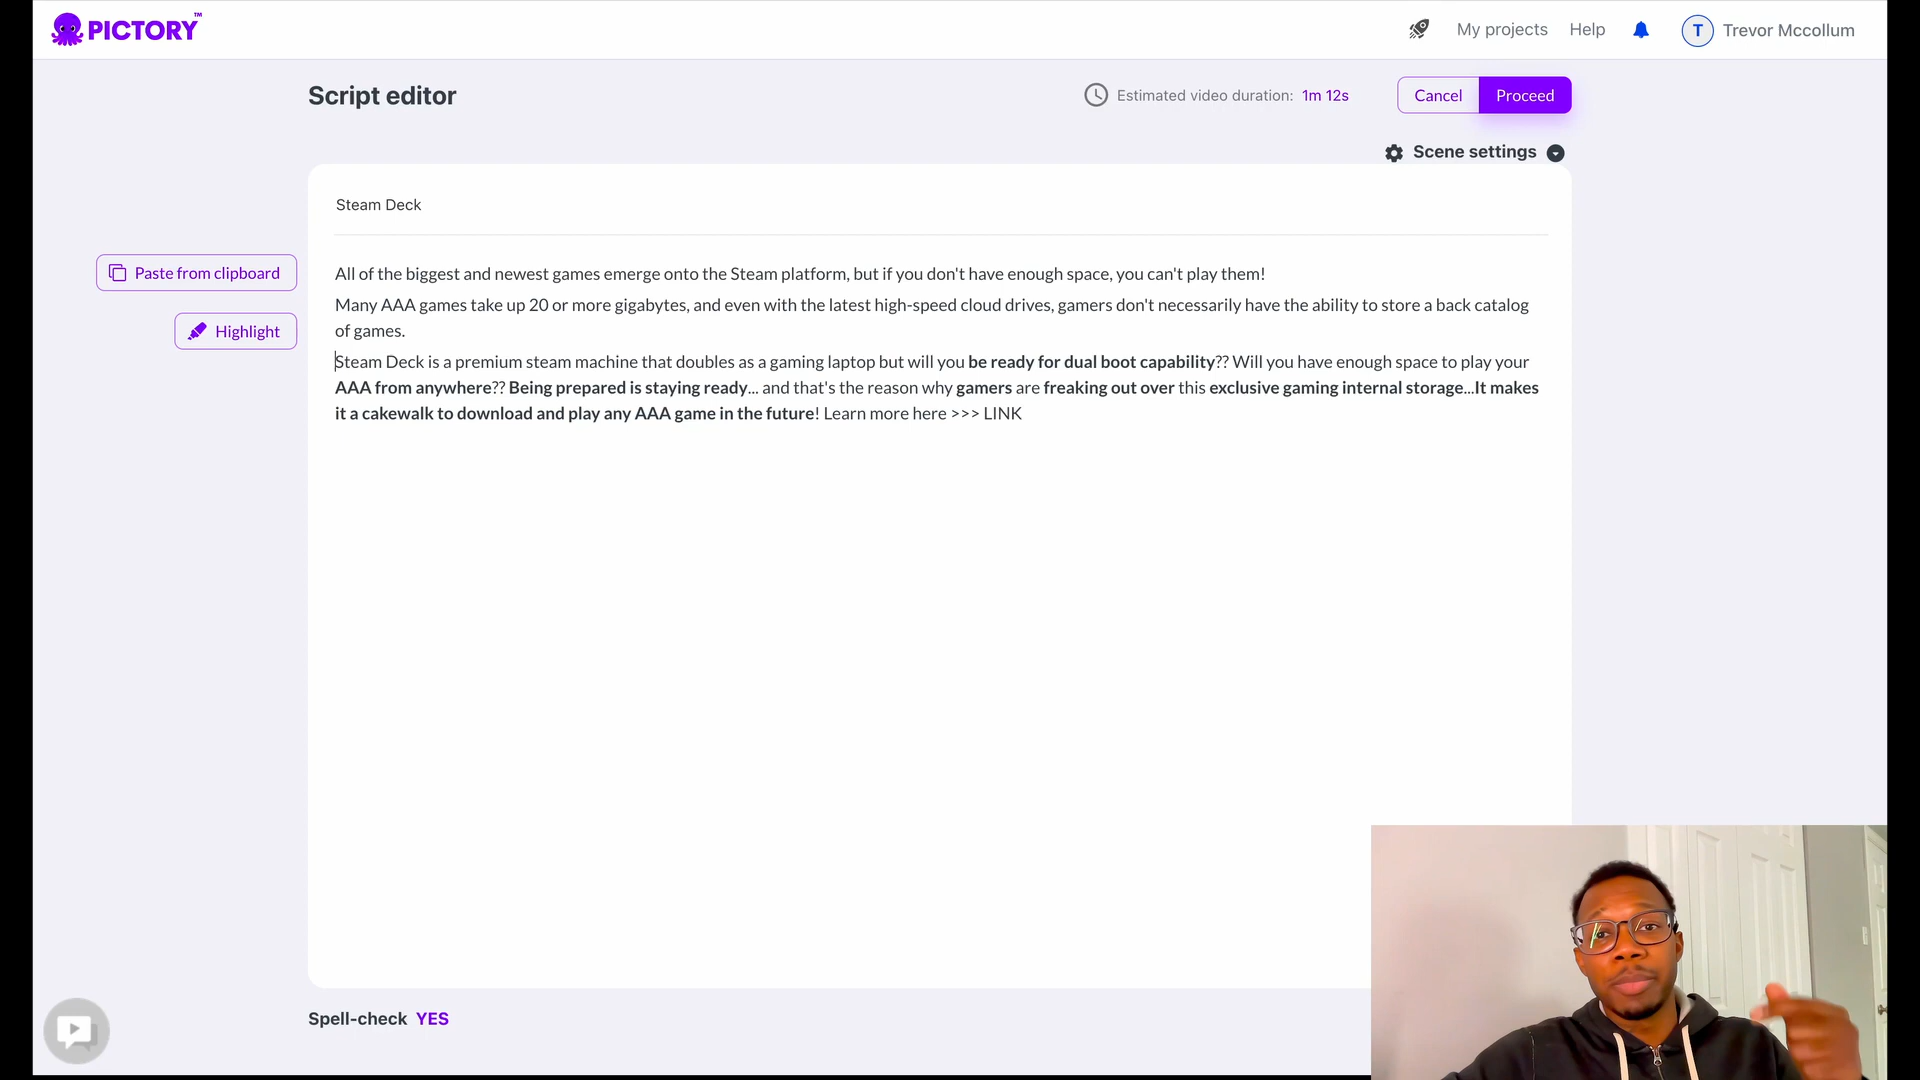 PICTORY™
My projects
Help
T
Trevor Mccollum
Script editor
Estimated video duration: 1m 12s
Cancel
Proceed
Scene settings
Steam Deck
Paste from clipboard
Highlight
All of the biggest and newest games emerge onto the Steam platform, but if you don't have enough space, you can't play them!
Many AAA games take up 20 or more gigabytes, and even with the latest high-speed cloud drives, gamers don't necessarily have the ability to store a back catalog
of games.
Steam Deck is a premium steam machine that doubles as a gaming laptop but will you be ready for dual boot capability?? Will you have enough space to play your
AAA from anywhere?? Being prepared is staying ready... and that's the reason why gamers are freaking out over this exclusive gaming internal storage...It makes
it a cakewalk to download and play any AAA game in the future! Learn more here >>> LINK
Spell-check YES